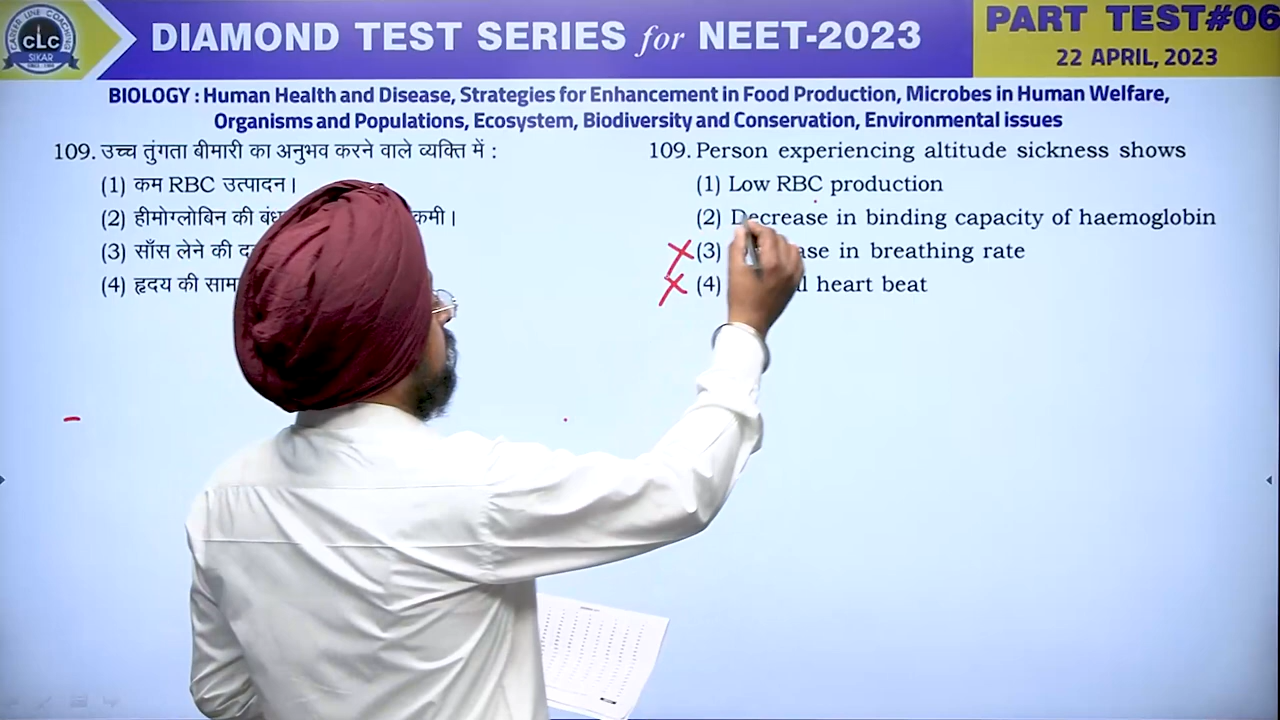 CLC
SIKAR
DIAMOND TEST SERIES for NEET-2023
PART TEST#06
22 APRIL, 2023
BIOLOGY : Human Health and Disease, Strategies for Enhancement in Food Production, Microbes in Human Welfare,
Organisms and Populations, Ecosystem, Biodiversity and Conservation, Environmental issues
109. उच्च तुंगता बीमारी का अनुभव करने वाले व्यक्ति में :
(1) कम RBC उत्पादन।
(2) हीमोग्लोबिन की कमी।
(3) साँस लेने की
(4) हृदय की
109. Person experiencing altitude sickness shows
(1) Low RBC production
(2) Decrease in binding capacity of haemoglobin
(3) in breathing rate
(4) heart beat